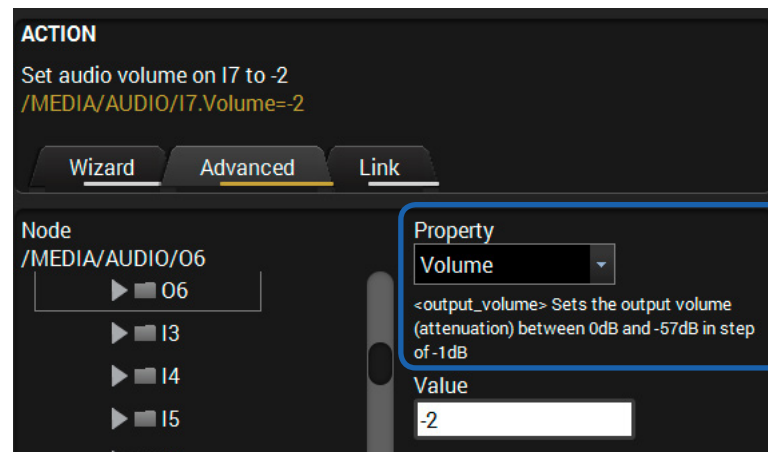 ACTION
Set audio volume on I7 to -2
/MEDIA/AUDIO/I7.Volume=-2
Wizard Advanced Link
Node
/MEDIA/AUDIO/O6
O6
I3
I4
I5
Property
Volume
<output_volume> Sets the output volume
(attenuation) between 0dB and -57dB in step
of -1dB
Value
-2